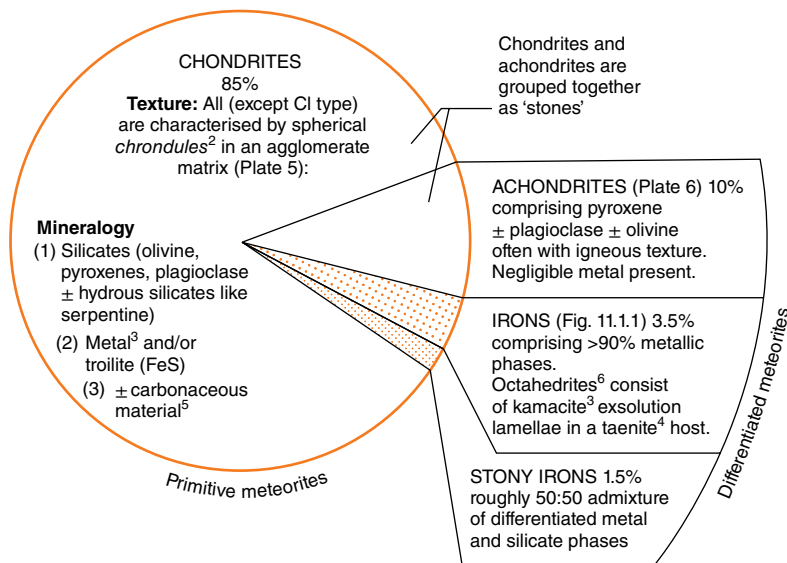 CHONDRITES
85%
Texture: All (except CI type)
are characterised by spherical
chrondules2 in an agglomerate
matrix (Plate 5):
Mineralogy
(1) Silicates (olivine,
pyroxenes, plagioclase
± hydrous silicates like
serpentine)
(2) Metal3 and/or
troilite (FeS)
(3) ± carbonaceous
material5
Primitive meteorites
Chondrites and
achondrites are
grouped together
as ‘stones’
ACHONDRITES (Plate 6) 10%
comprising pyroxene
± plagioclase ± olivine
often with igneous texture.
Negligible metal present.
IRONS (Fig. 11.1.1) 3.5%
comprising >90% metallic
phases.
Octahedrites6 consist
of kamacite3 exsolution
lamellae in a taenite4 host.
STONY IRONS 1.5%
roughly 50:50 admixture
of differentiated metal
and silicate phases
Differentiated meteorites